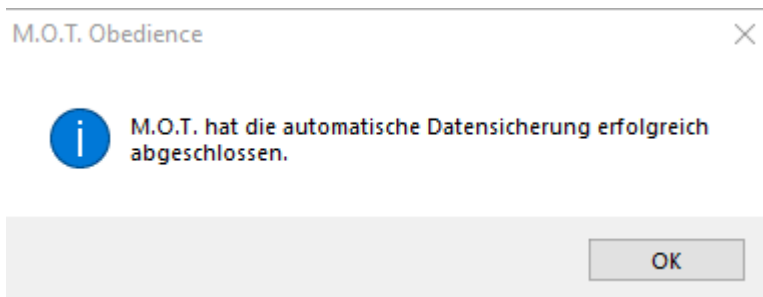 M.O.T. Obedience
M.O.T. hat die automatische Datensicherung erfolgreich
abgeschlossen.
OK